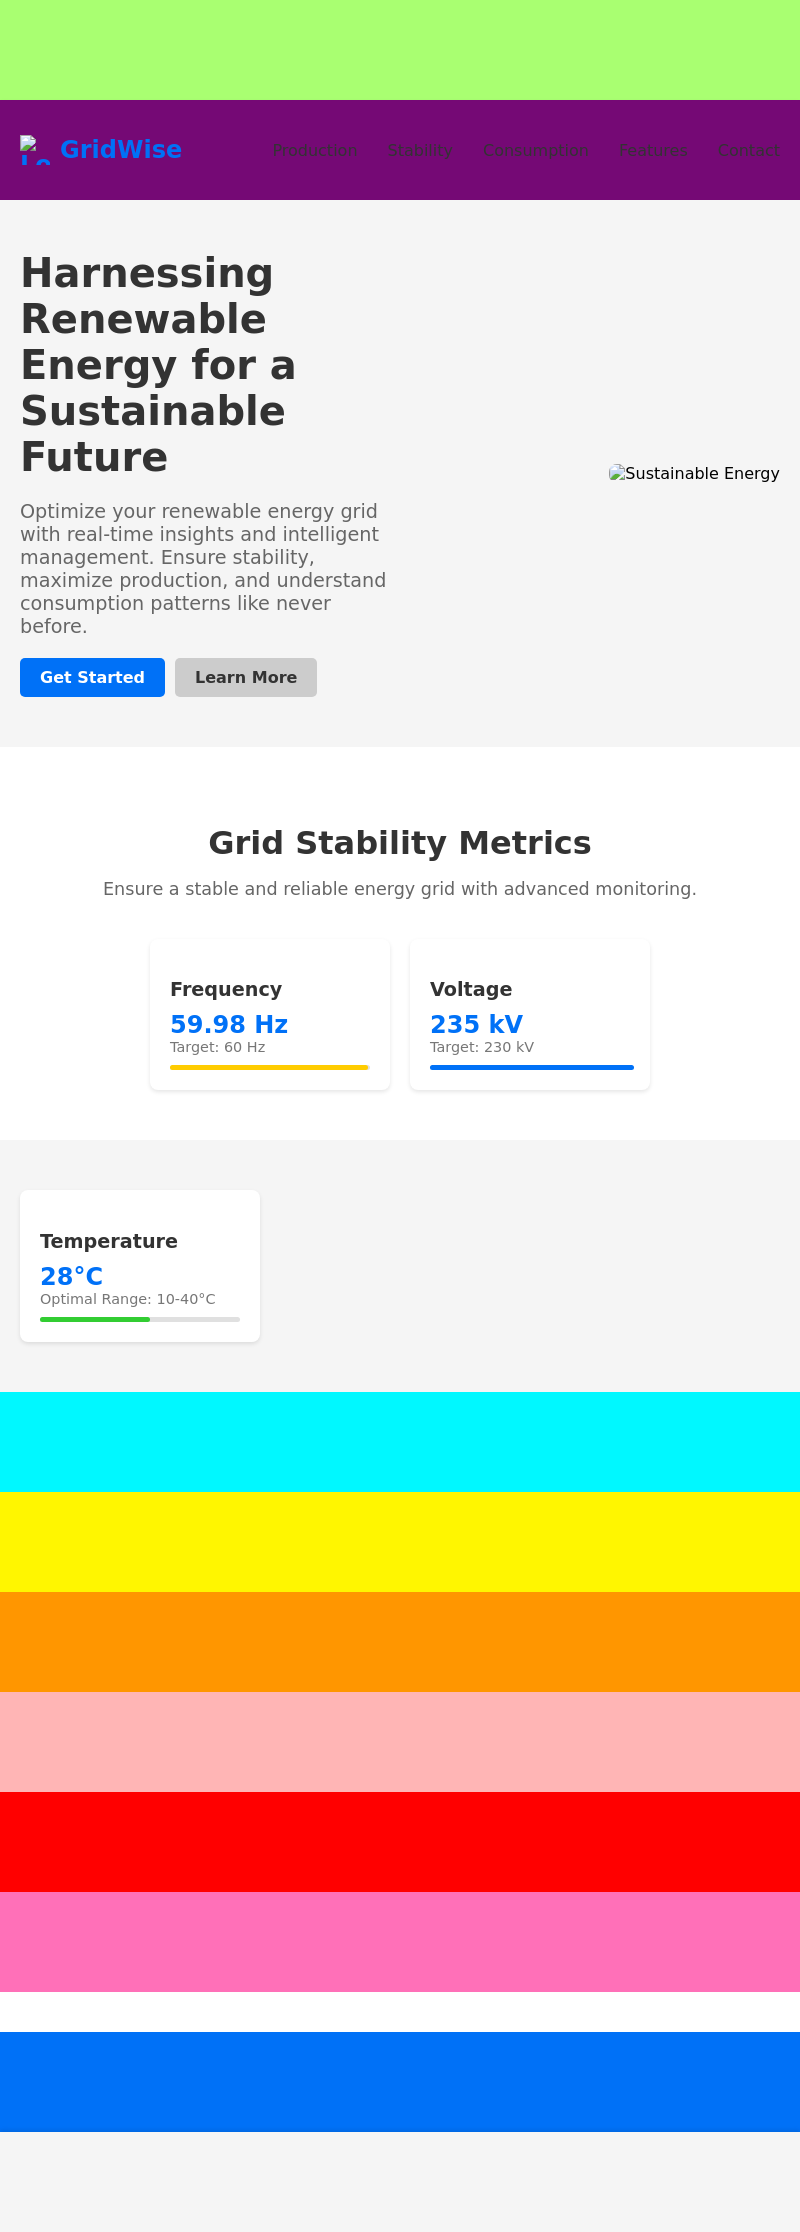 GridWise
Production Stability Consumption Features Contact
Harnessing
Renewable
Energy for a
Sustainable
Future
Sustainable Energy
Optimize your renewable energy grid
with real-time insights and intelligent
management. Ensure stability,
maximize production, and understand
consumption patterns like never
before.
Get Started Learn More
Grid Stability Metrics
Ensure a stable and reliable energy grid with advanced monitoring.
Frequency
59.98 Hz
Target: 60 Hz
Voltage
235 kV
Target: 230 kV
Temperature
28°C
Optimal Range: 10-40°C